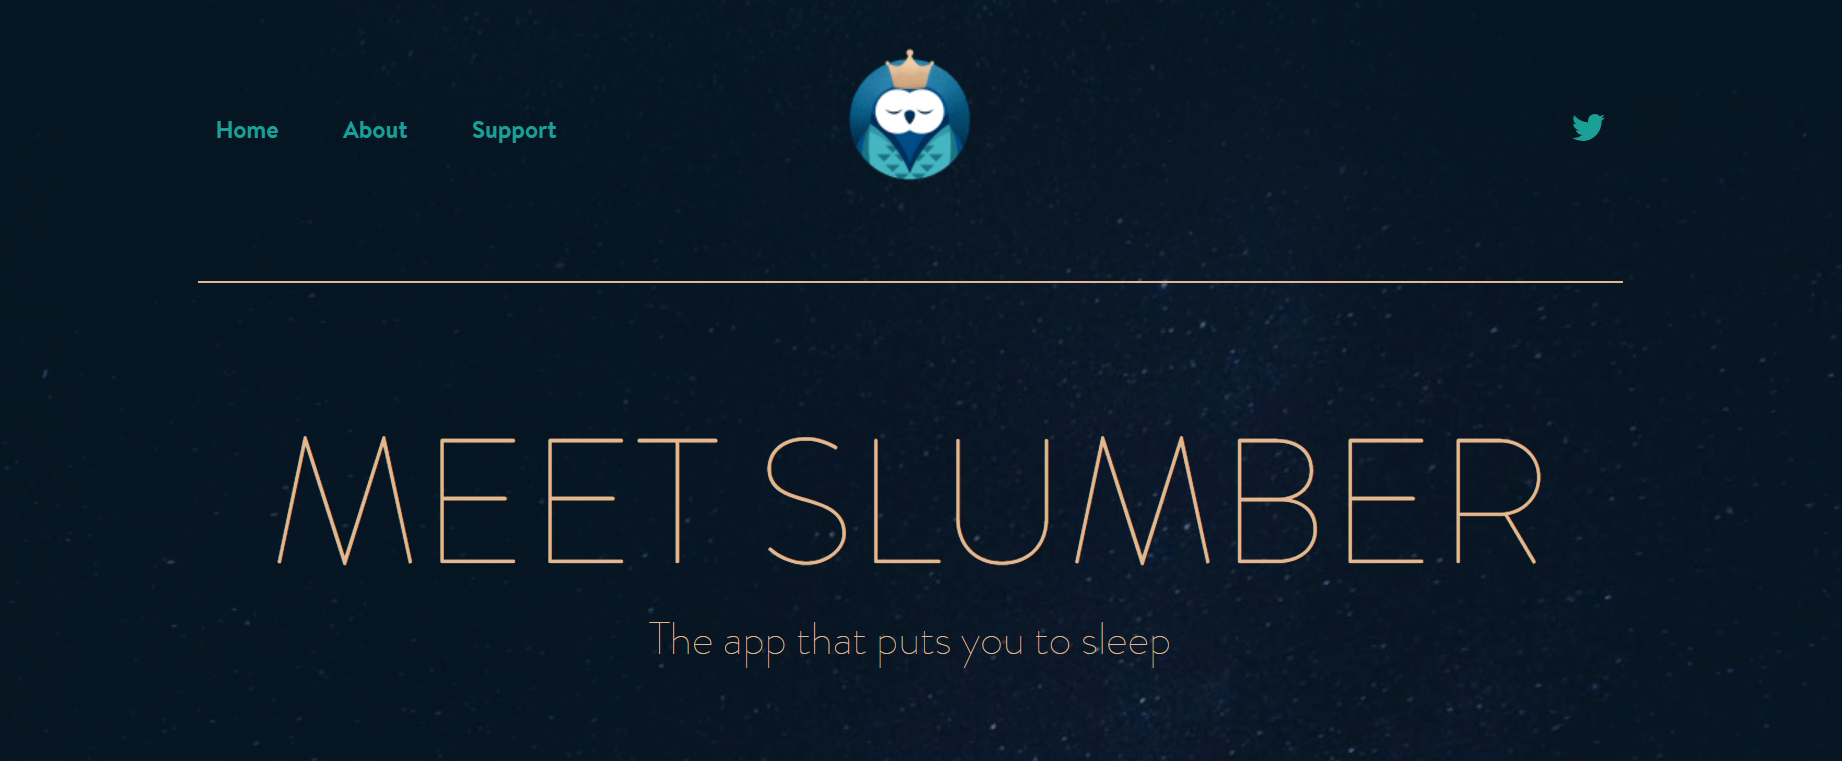 Home About Support
MEET SLUMBER
The app that puts you to sleep